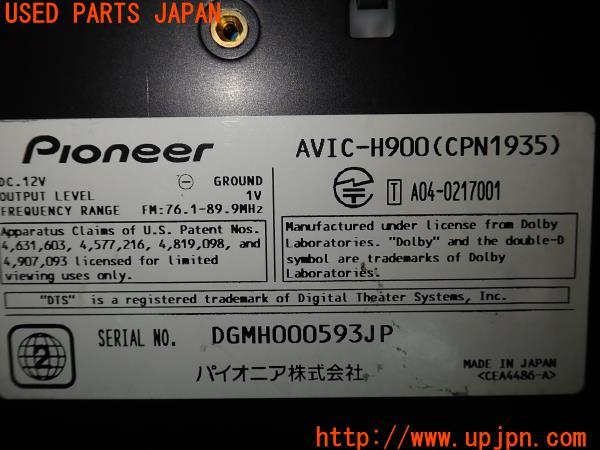 USED PARTS JAPAN
Pioneer
AVIC-H900(CPN1935)
DC.12V ⊖ GROUND
OUTPUT LEVEL 1V
FREQUENCY RANGE FM:76.1-89.9MHz
T A04-0217001
Apparatus Claims of U.S. Patent Nos.
4,631,603, 4,577,216, 4,819,098, and
4,907,093 licensed for limited
viewing uses only.
Manufactured under license from Dolby
Laboratories. "Dolby" and the double-D
symbol are trademarks of Dolby
Laboratories.
"DTS" is a registered trademark of Digital Theater Systems, Inc.
2
SERIAL NO. DGMH000593JP
パイオニア株式会社
MADE IN JAPAN
<CEA4486-A>
UPJ
http://www.upjpn.com